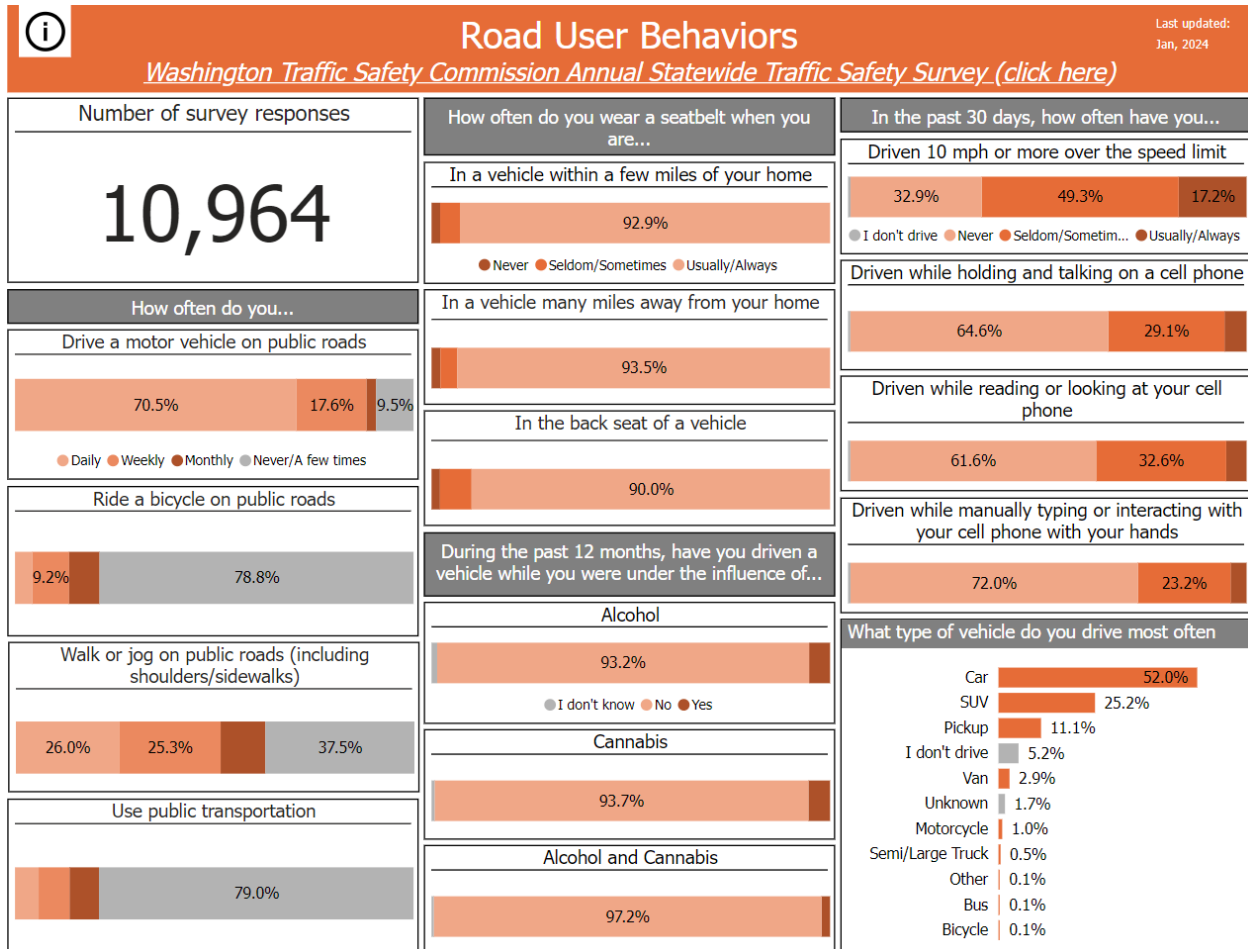 i
Road User Behaviors
Last updated:
Jan, 2024
Washington Traffic Safety Commission Annual Statewide Traffic Safety Survey (click here)
Number of survey responses
10,964
How often do you...
Drive a motor vehicle on public roads
70.5% 17.6% 9.5%
Daily Weekly Monthly Never/A few times
Ride a bicycle on public roads
9.2% 78.8%
Walk or jog on public roads (including
shoulders/sidewalks)
26.0% 25.3% 37.5%
Use public transportation
79.0%
How often do you wear a seatbelt when you
are...
In a vehicle within a few miles of your home
92.9%
Never Seldom/Sometimes Usually/Always
In a vehicle many miles away from your home
93.5%
In the back seat of a vehicle
90.0%
During the past 12 months, have you driven a
vehicle while you were under the influence of...
Alcohol
93.2%
I don't know No Yes
Cannabis
93.7%
Alcohol and Cannabis
97.2%
In the past 30 days, how often have you...
Driven 10 mph or more over the speed limit
32.9% 49.3% 17.2%
I don't drive Never Seldom/Sometim... Usually/Always
Driven while holding and talking on a cell phone
64.6% 29.1%
Driven while reading or looking at your cell
phone
61.6% 32.6%
Driven while manually typing or interacting with
your cell phone with your hands
72.0% 23.2%
What type of vehicle do you drive most often
Car 52.0%
SUV 25.2%
Pickup 11.1%
I don't drive 5.2%
Van 2.9%
Unknown 1.7%
Motorcycle 1.0%
Semi/Large Truck 0.5%
Other 0.1%
Bus 0.1%
Bicycle 0.1%